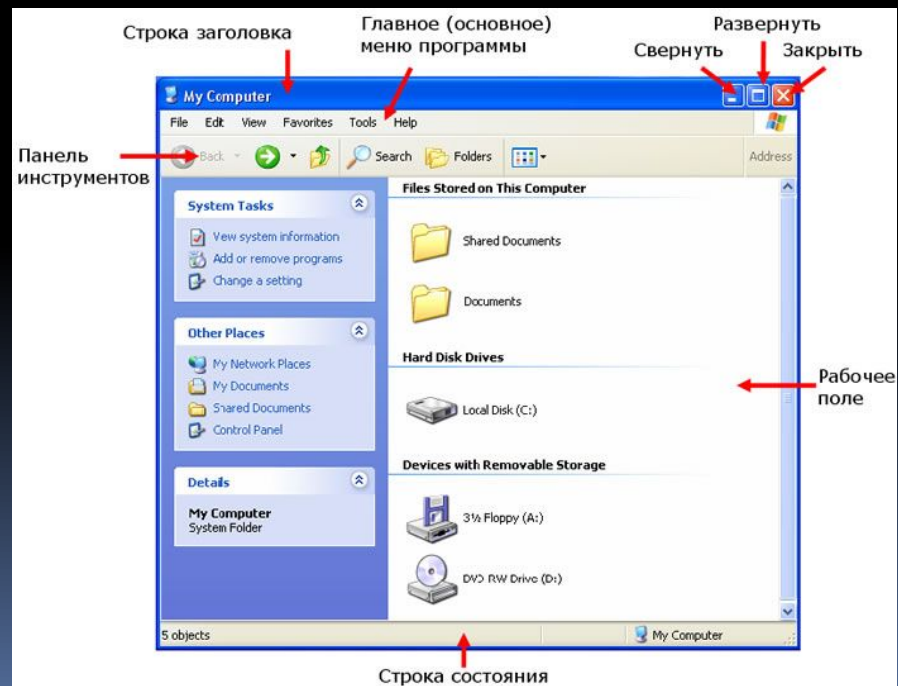 Строка заголовка
Главное (основное)
меню программы
Развернуть
Свернуть
Закрыть
My Computer
File Edit View Favorites Tools Help
Панель
инструментов
Back
Search
Folders
Address
System Tasks
View system information
Add or remove programs
Change a setting
Other Places
My Network Places
My Documents
Shared Documents
Control Panel
Details
My Computer
System Folder
Files Stored on This Computer
Shared Documents
Documents
Hard Disk Drives
Local Disk (C:)
Devices with Removable Storage
3½ Floppy (A:)
DVD RW Drive (D:)
Рабочее
поле
5 objects
My Computer
Строка состояния